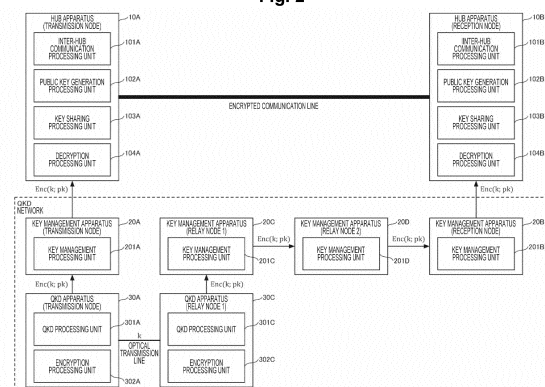 Fig. 2
HUB APPARATUS
(TRANSMISSION NODE)
10A
INTER-HUB
COMMUNICATION
PROCESSING UNIT
101A
PUBLIC KEY GENERATION
PROCESSING UNIT
102A
KEY SHARING
PROCESSING UNIT
103A
DECRYPTION
PROCESSING UNIT
104A
ENCRYPTED COMMUNICATION LINE
HUB APPARATUS
(RECEPTION NODE)
10B
INTER-HUB
COMMUNICATION
PROCESSING UNIT
101B
PUBLIC KEY GENERATION
PROCESSING UNIT
102B
KEY SHARING
PROCESSING UNIT
103B
DECRYPTION
PROCESSING UNIT
104B
Enc(k; pk)
Enc(k; pk)
QKD
NETWORK
KEY MANAGEMENT APPARATUS
(TRANSMISSION NODE)
20A
KEY MANAGEMENT
PROCESSING UNIT
201A
KEY MANAGEMENT APPARATUS
(RELAY NODE 1)
20C
KEY MANAGEMENT
PROCESSING UNIT
201C
Enc(k; pk)
KEY MANAGEMENT APPARATUS
(RELAY NODE 2)
20D
KEY MANAGEMENT
PROCESSING UNIT
201D
Enc(k; pk)
KEY MANAGEMENT APPARATUS
(RECEPTION NODE)
20B
KEY MANAGEMENT
PROCESSING UNIT
201B
Enc(k; pk)
Enc(k; pk)
QKD APPARATUS
(TRANSMISSION NODE)
30A
QKD PROCESSING UNIT
301A
ENCRYPTION
PROCESSING UNIT
302A
k
OPTICAL
TRANSMISSION
LINE
QKD APPARATUS
(RELAY NODE 1)
30C
QKD PROCESSING UNIT
301C
ENCRYPTION
PROCESSING UNIT
302C